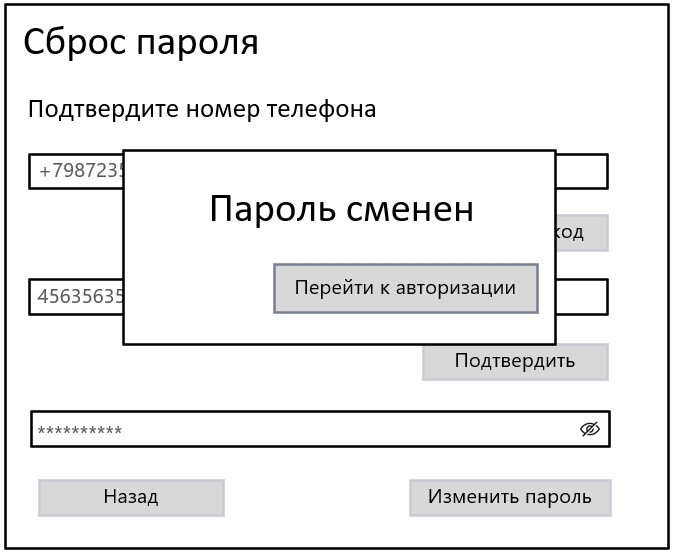 Сброс пароля
Подтвердите номер телефона
+7987235
Пароль сменен
код
Перейти к авторизации
45635635
Подтвердить
**********
Назад
Изменить пароль